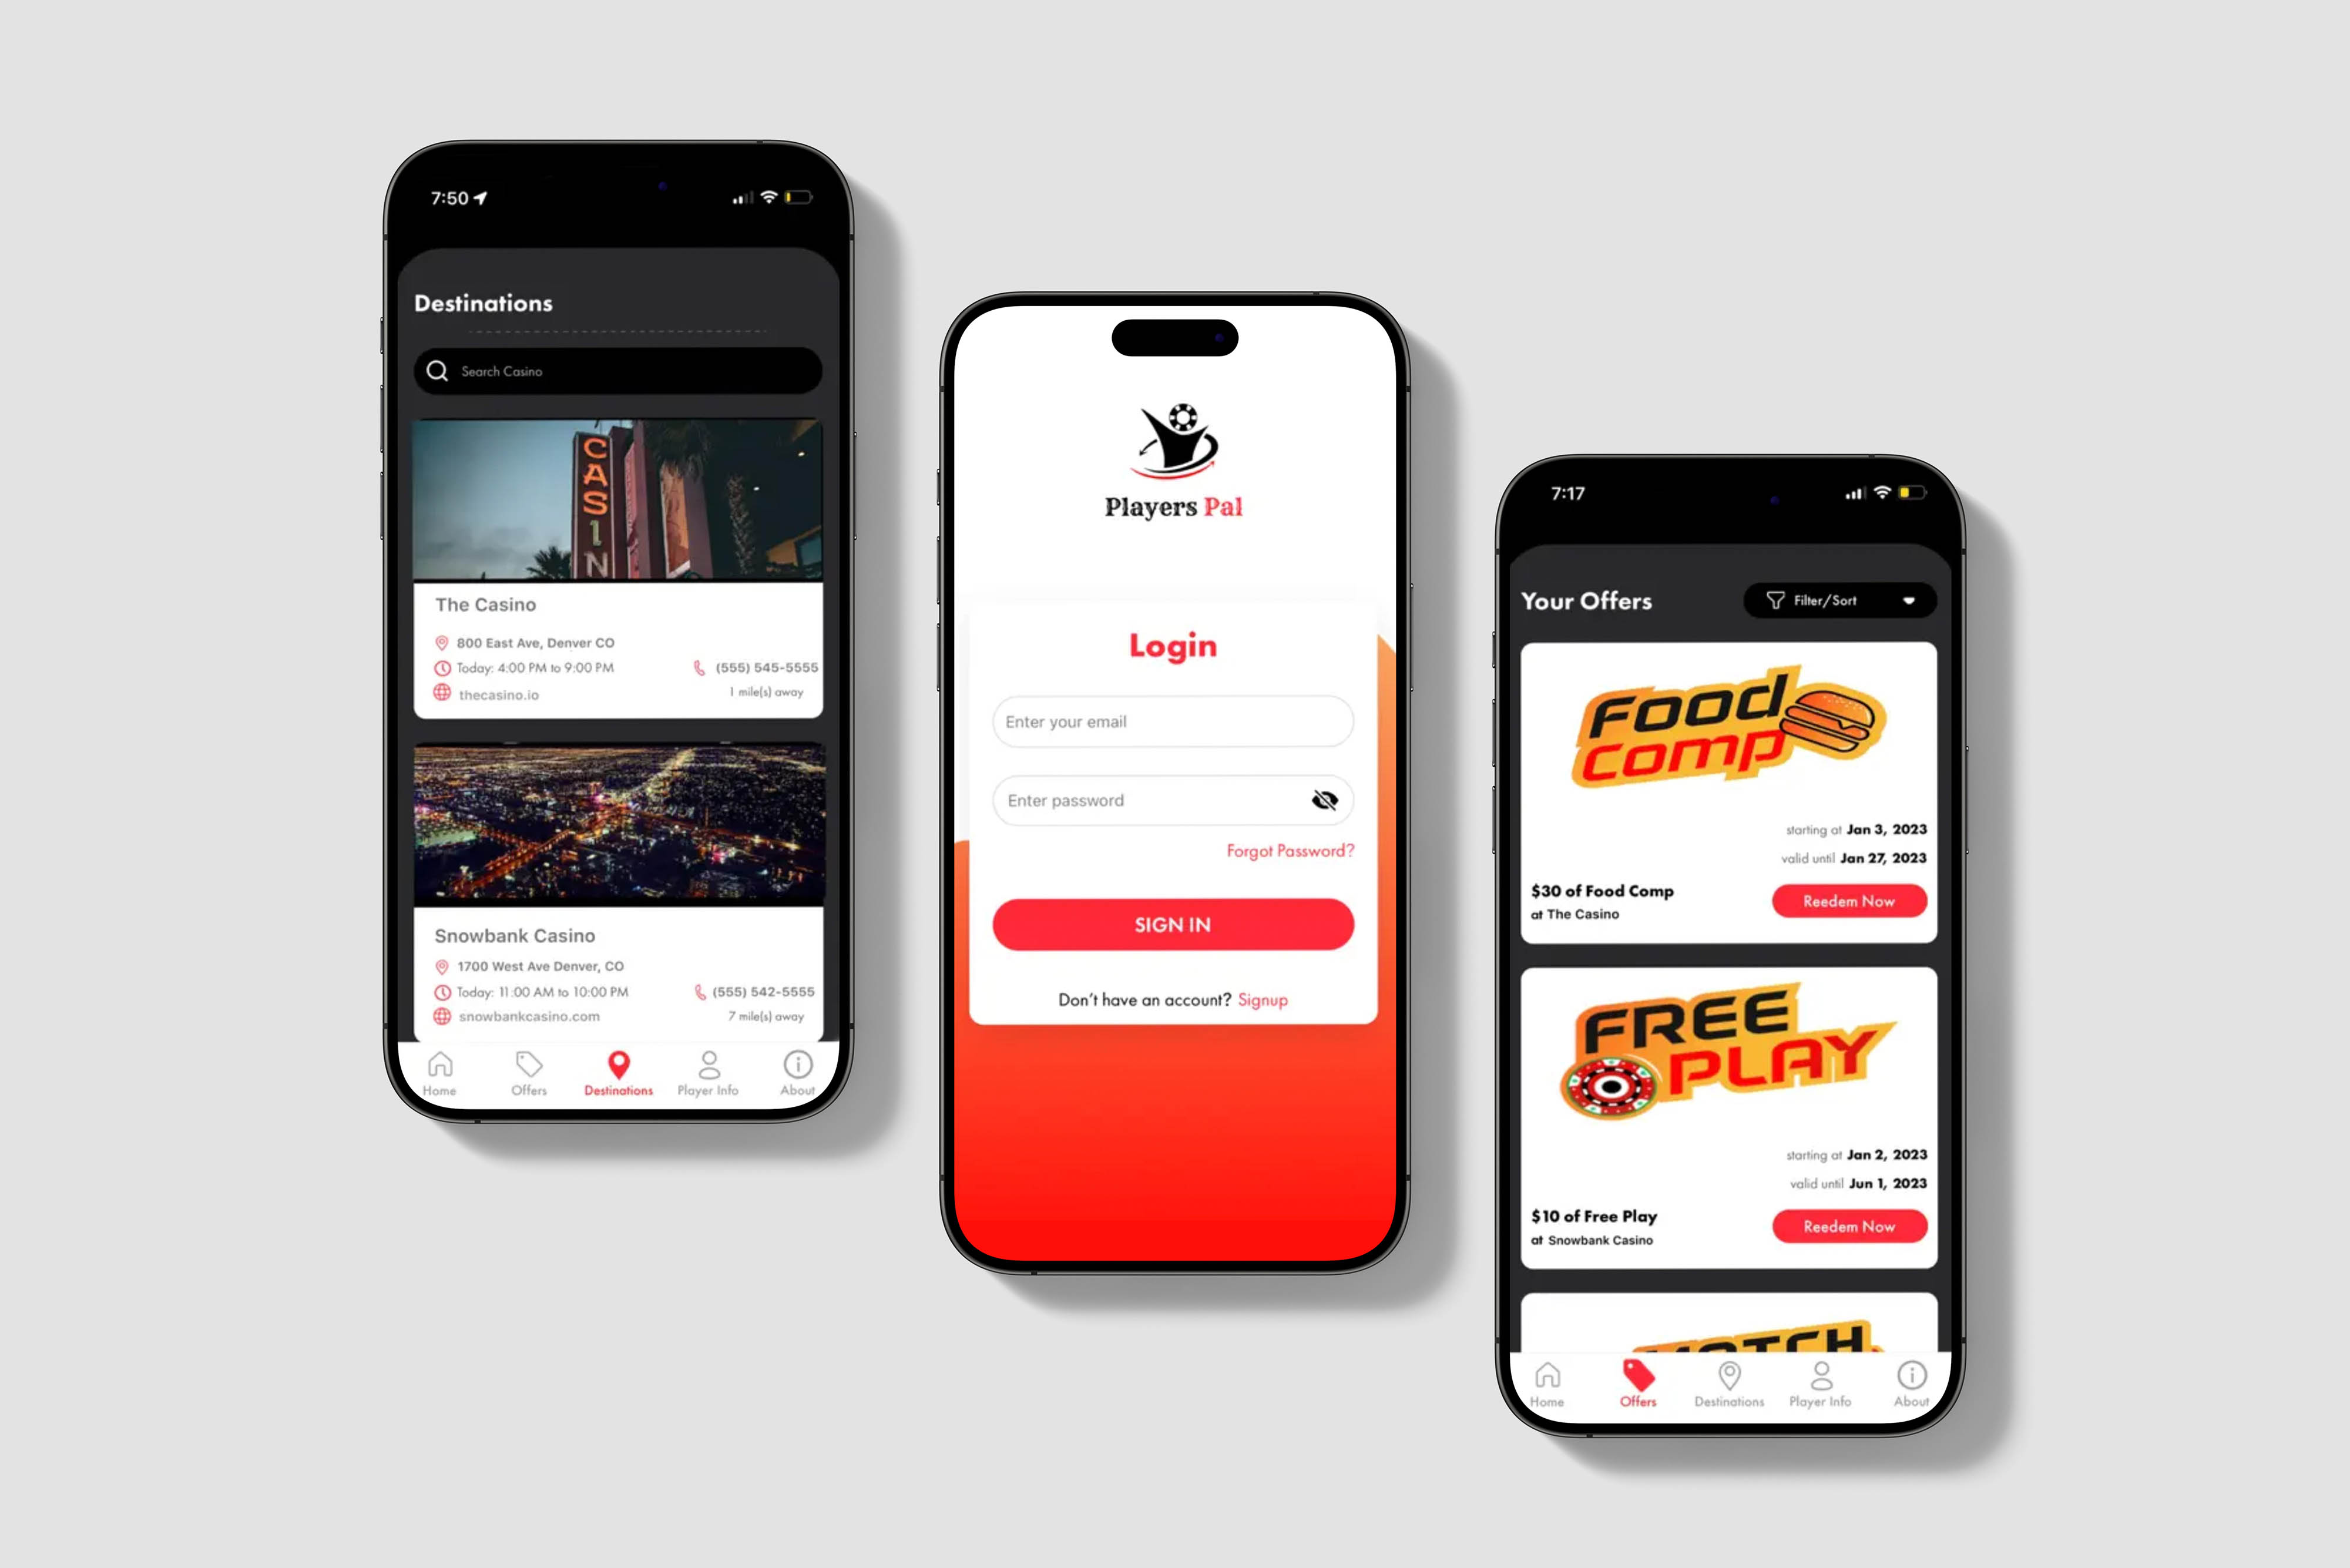 7:50
Destinations
Search Casino
CASIN
The Casino
800 East Ave, Denver CO
Today: 4:00 PM to 9:00 PM
(555) 545-5555
thecasino.io
1 mile(s) away
Snowbank Casino
1700 West Ave Denver, CO
Today: 11:00 AM to 10:00 PM
(555) 542-5555
snowbankcasino.com
7 mile(s) away
Home
Offers
Destinations
Player Info
About
Players Pal
Login
Enter your email
Enter password
Forgot Password?
SIGN IN
Don't have an account? Signup
7:17
Your Offers
Filter/Sort
Food
Comp
starting at Jan 3, 2023
valid until Jan 27, 2023
$30 of Food Comp
at The Casino
Reedem Now
FREE
PLAY
starting at Jan 2, 2023
valid until Jun 1, 2023
$10 of Free Play
at Snowbank Casino
Reedem Now
Home
Offers
Destinations
Player Info
About